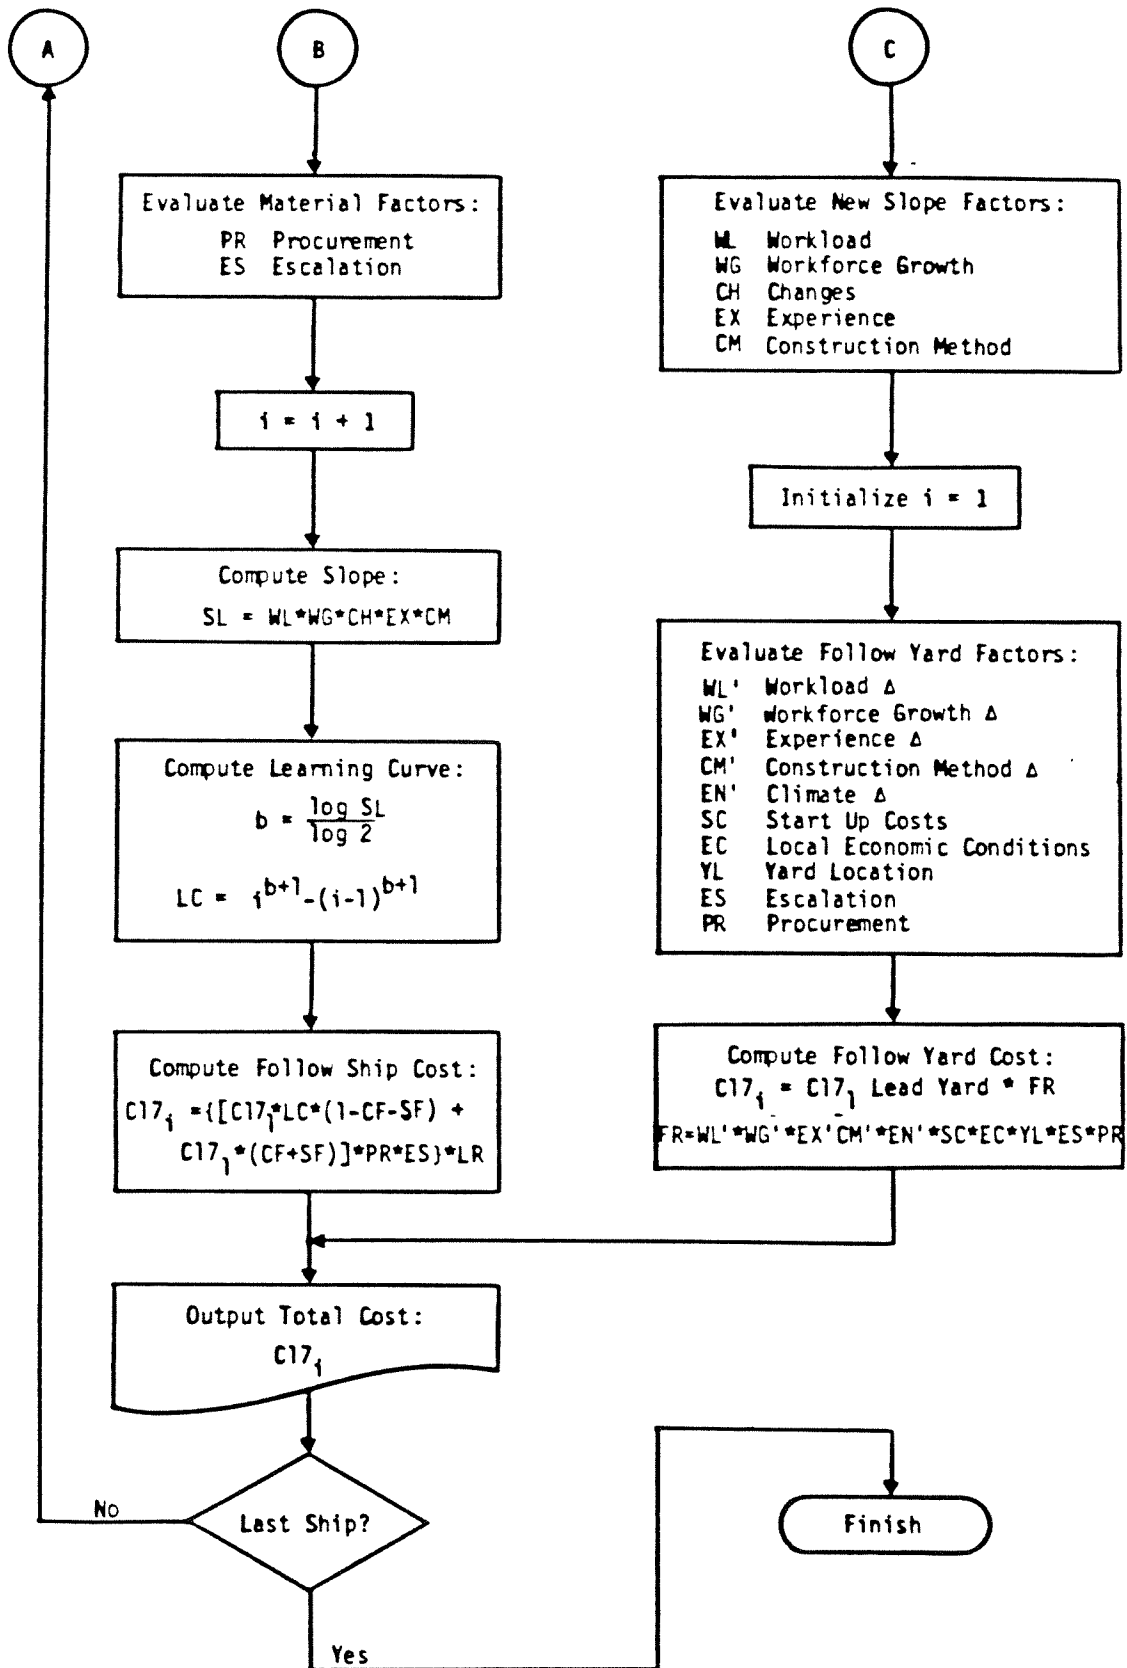 A
B
C
Evaluate Material Factors:
PR Procurement
ES Escalation
i = i + 1
Compute Slope:
SL = WL*WG*CH*EX*CM
Compute Learning Curve:
b = log SL
log 2
LC = i^b+1-(i-1)^b+1
Compute Follow Ship Cost:
C17i ={[C171*LC*(1-CF-SF) +
C171*(CF+SF)]*PR*ES}*LR
Evaluate New Slope Factors:
WL Workload
WG Workforce Growth
CH Changes
EX Experience
CM Construction Method
Initialize i = 1
Evaluate Follow Yard Factors:
WL' Workload Δ
WG' Workforce Growth Δ
EX' Experience Δ
CM' Construction Method Δ
EN' Climate Δ
SC Start Up Costs
EC Local Economic Conditions
YL Yard Location
ES Escalation
PR Procurement
Compute Follow Yard Cost:
C17i = C171 Lead Yard * FR
FR=WL'*WG'*EX'CM'*EN'*SC*EC*YL*ES*PR
Output Total Cost:
C17i
Last Ship?
No
Yes
Finish